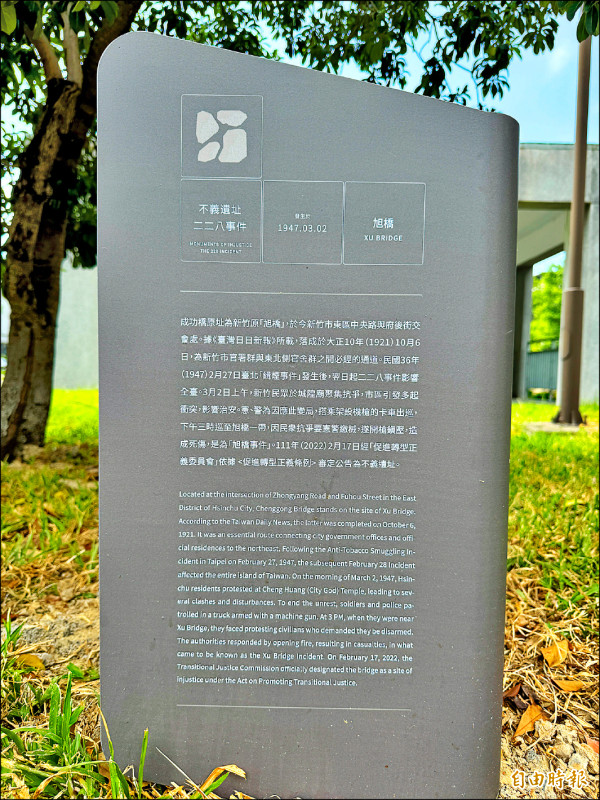 不義遺址
二二八事件
MONUMENTS OF INJUSTICE
THE 228 INCIDENT
發生於
1947.03.02
旭橋
XU BRIDGE
成功橋原址為新竹原「旭橋」，於今新竹市東區中央路與府後街交
會處。據《臺灣日日新報》所載，落成於大正10年（1921）10月6
日，為新竹市官署群與東北側官舍群之間必經的通道。民國36年
（1947）2月27日臺北「緝菸事件」發生後，翌日起二二八事件影響
全臺。3月2日上午，新竹民眾於城隍廟聚集抗爭，市區引發多起
衝突，影響治安。憲、警為因應此變局，搭乘架設機槍的卡車出巡，
下午三時巡至旭橋一帶，因民眾抗爭要憲警繳械，遂開槍鎮壓，造
成死傷，是為「旭橋事件」。111年（2022）2月17日經「促進轉型正
義委員會」依據<促進轉型正義條例>審定公告為不義遺址。
Located at the intersection of Zhongyang Road and Fuhou Street in the East
District of Hsinchu City, Chenggong Bridge stands on the site of Xu Bridge.
According to the Taiwan Daily News, the latter was completed on October 6,
1921. It was an essential route connecting city government offices and offi
cial residences to the northeast. Following the Anti-Tobacco Smuggling In-
cident in Taipei on February 27, 1947, the subsequent February 28 Incident
affected the entire island of Taiwan. On the morning of March 2, 1947, Hsin-
chu residents protested at Cheng Huang (City God) Temple, leading to sev-
eral clashes and disturbances. To end the unrest, soldiers and police pa-
trolled in a truck armed with a machine gun. At 3 PM, when they were near
Xu Bridge, they faced protesting civilians who demanded they be disarmed.
The authorities responded by opening fire, resulting in casualties, in what
came to be known as the Xu Bridge Incident. On February 17, 2022, the
Transitional Justice Commission officially designated the bridge as a site of
injustice under the Act on Promoting Transitional Justice.
自由時報